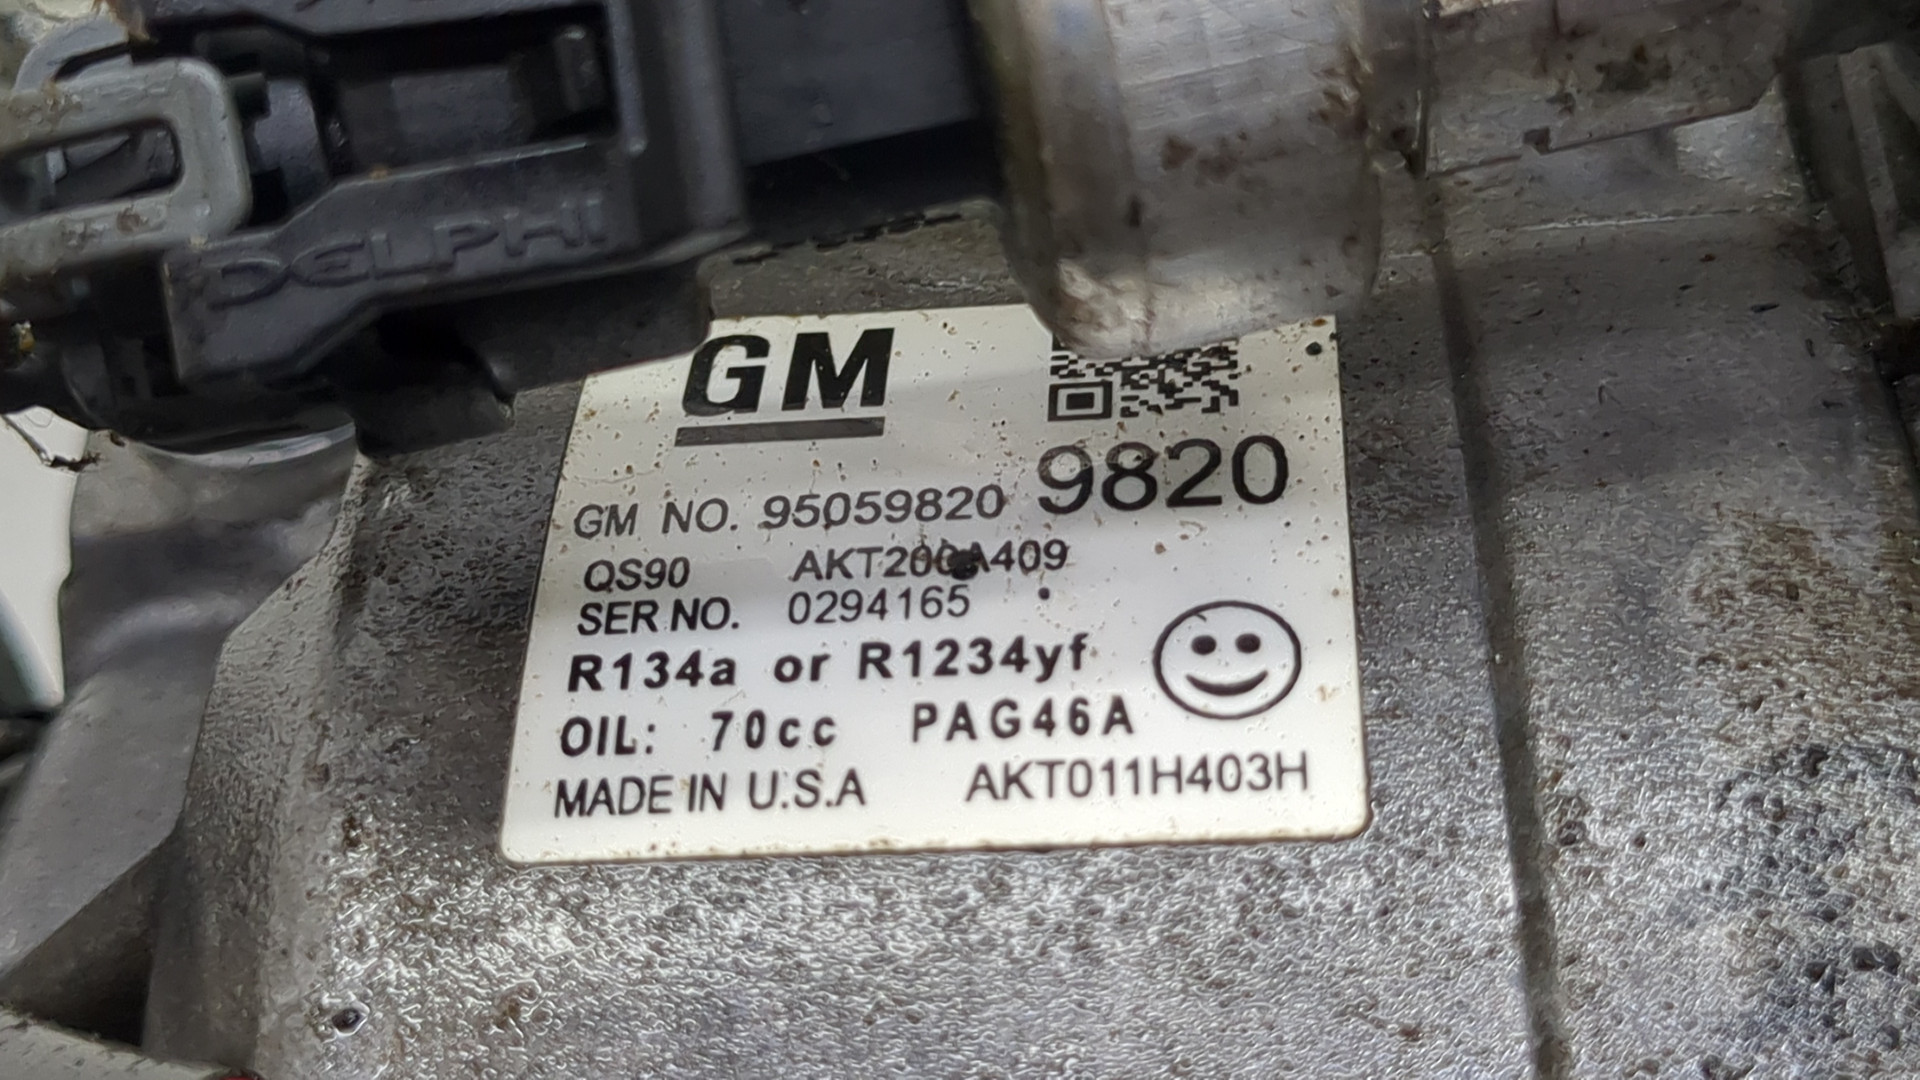 DELPHI
GM
9820
GM NO. 95059820
QS90 AKT200A409
SER NO. 0294165
R134a or R1234yf
OIL: 70cc PAG46A
MADE IN U.S.A AKT011H403H